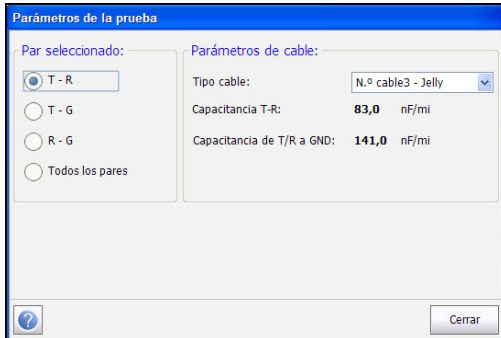 Parámetros de la prueba
Par seleccionado:
T - R
T - G
R - G
Todos los pares
Parámetros de cable:
Tipo cable: N.º cable3 - Jelly
Capacitancia T-R: 83,0 nF/mi
Capacitancia de T/R a GND: 141,0 nF/mi
?
Cerrar